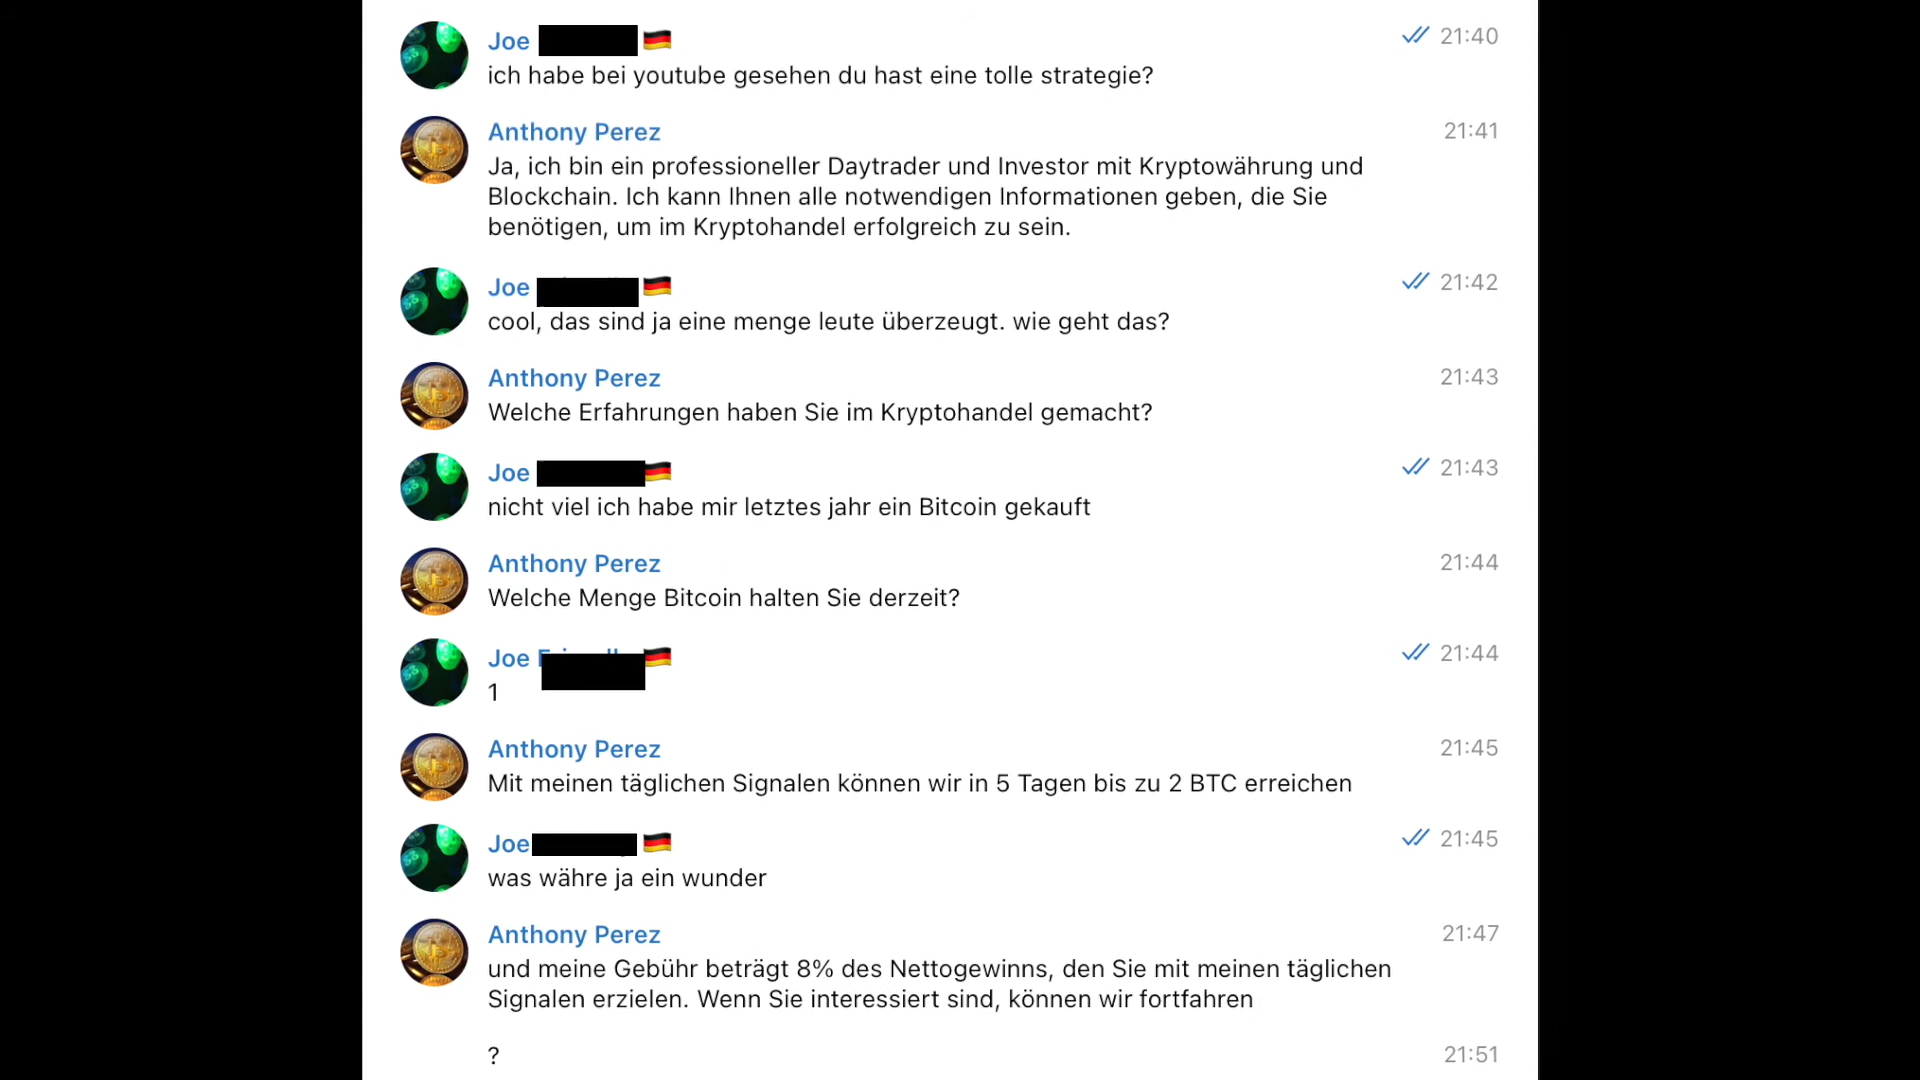 Joe
21:40
ich habe bei youtube gesehen du hast eine tolle strategie?
Anthony Perez
21:41
Ja, ich bin ein professioneller Daytrader und Investor mit Kryptowährung und
Blockchain. Ich kann Ihnen alle notwendigen Informationen geben, die Sie
benötigen, um im Kryptohandel erfolgreich zu sein.
Joe
21:42
cool, das sind ja eine menge leute überzeugt. wie geht das?
Anthony Perez
21:43
Welche Erfahrungen haben Sie im Kryptohandel gemacht?
Joe
21:43
nicht viel ich habe mir letztes jahr ein Bitcoin gekauft
Anthony Perez
21:44
Welche Menge Bitcoin halten Sie derzeit?
Joe
21:44
1
Anthony Perez
21:45
Mit meinen täglichen Signalen können wir in 5 Tagen bis zu 2 BTC erreichen
Joe
21:45
was währe ja ein wunder
Anthony Perez
21:47
und meine Gebühr beträgt 8% des Nettogewinns, den Sie mit meinen täglichen
Signalen erzielen. Wenn Sie interessiert sind, können wir fortfahren
?
21:51